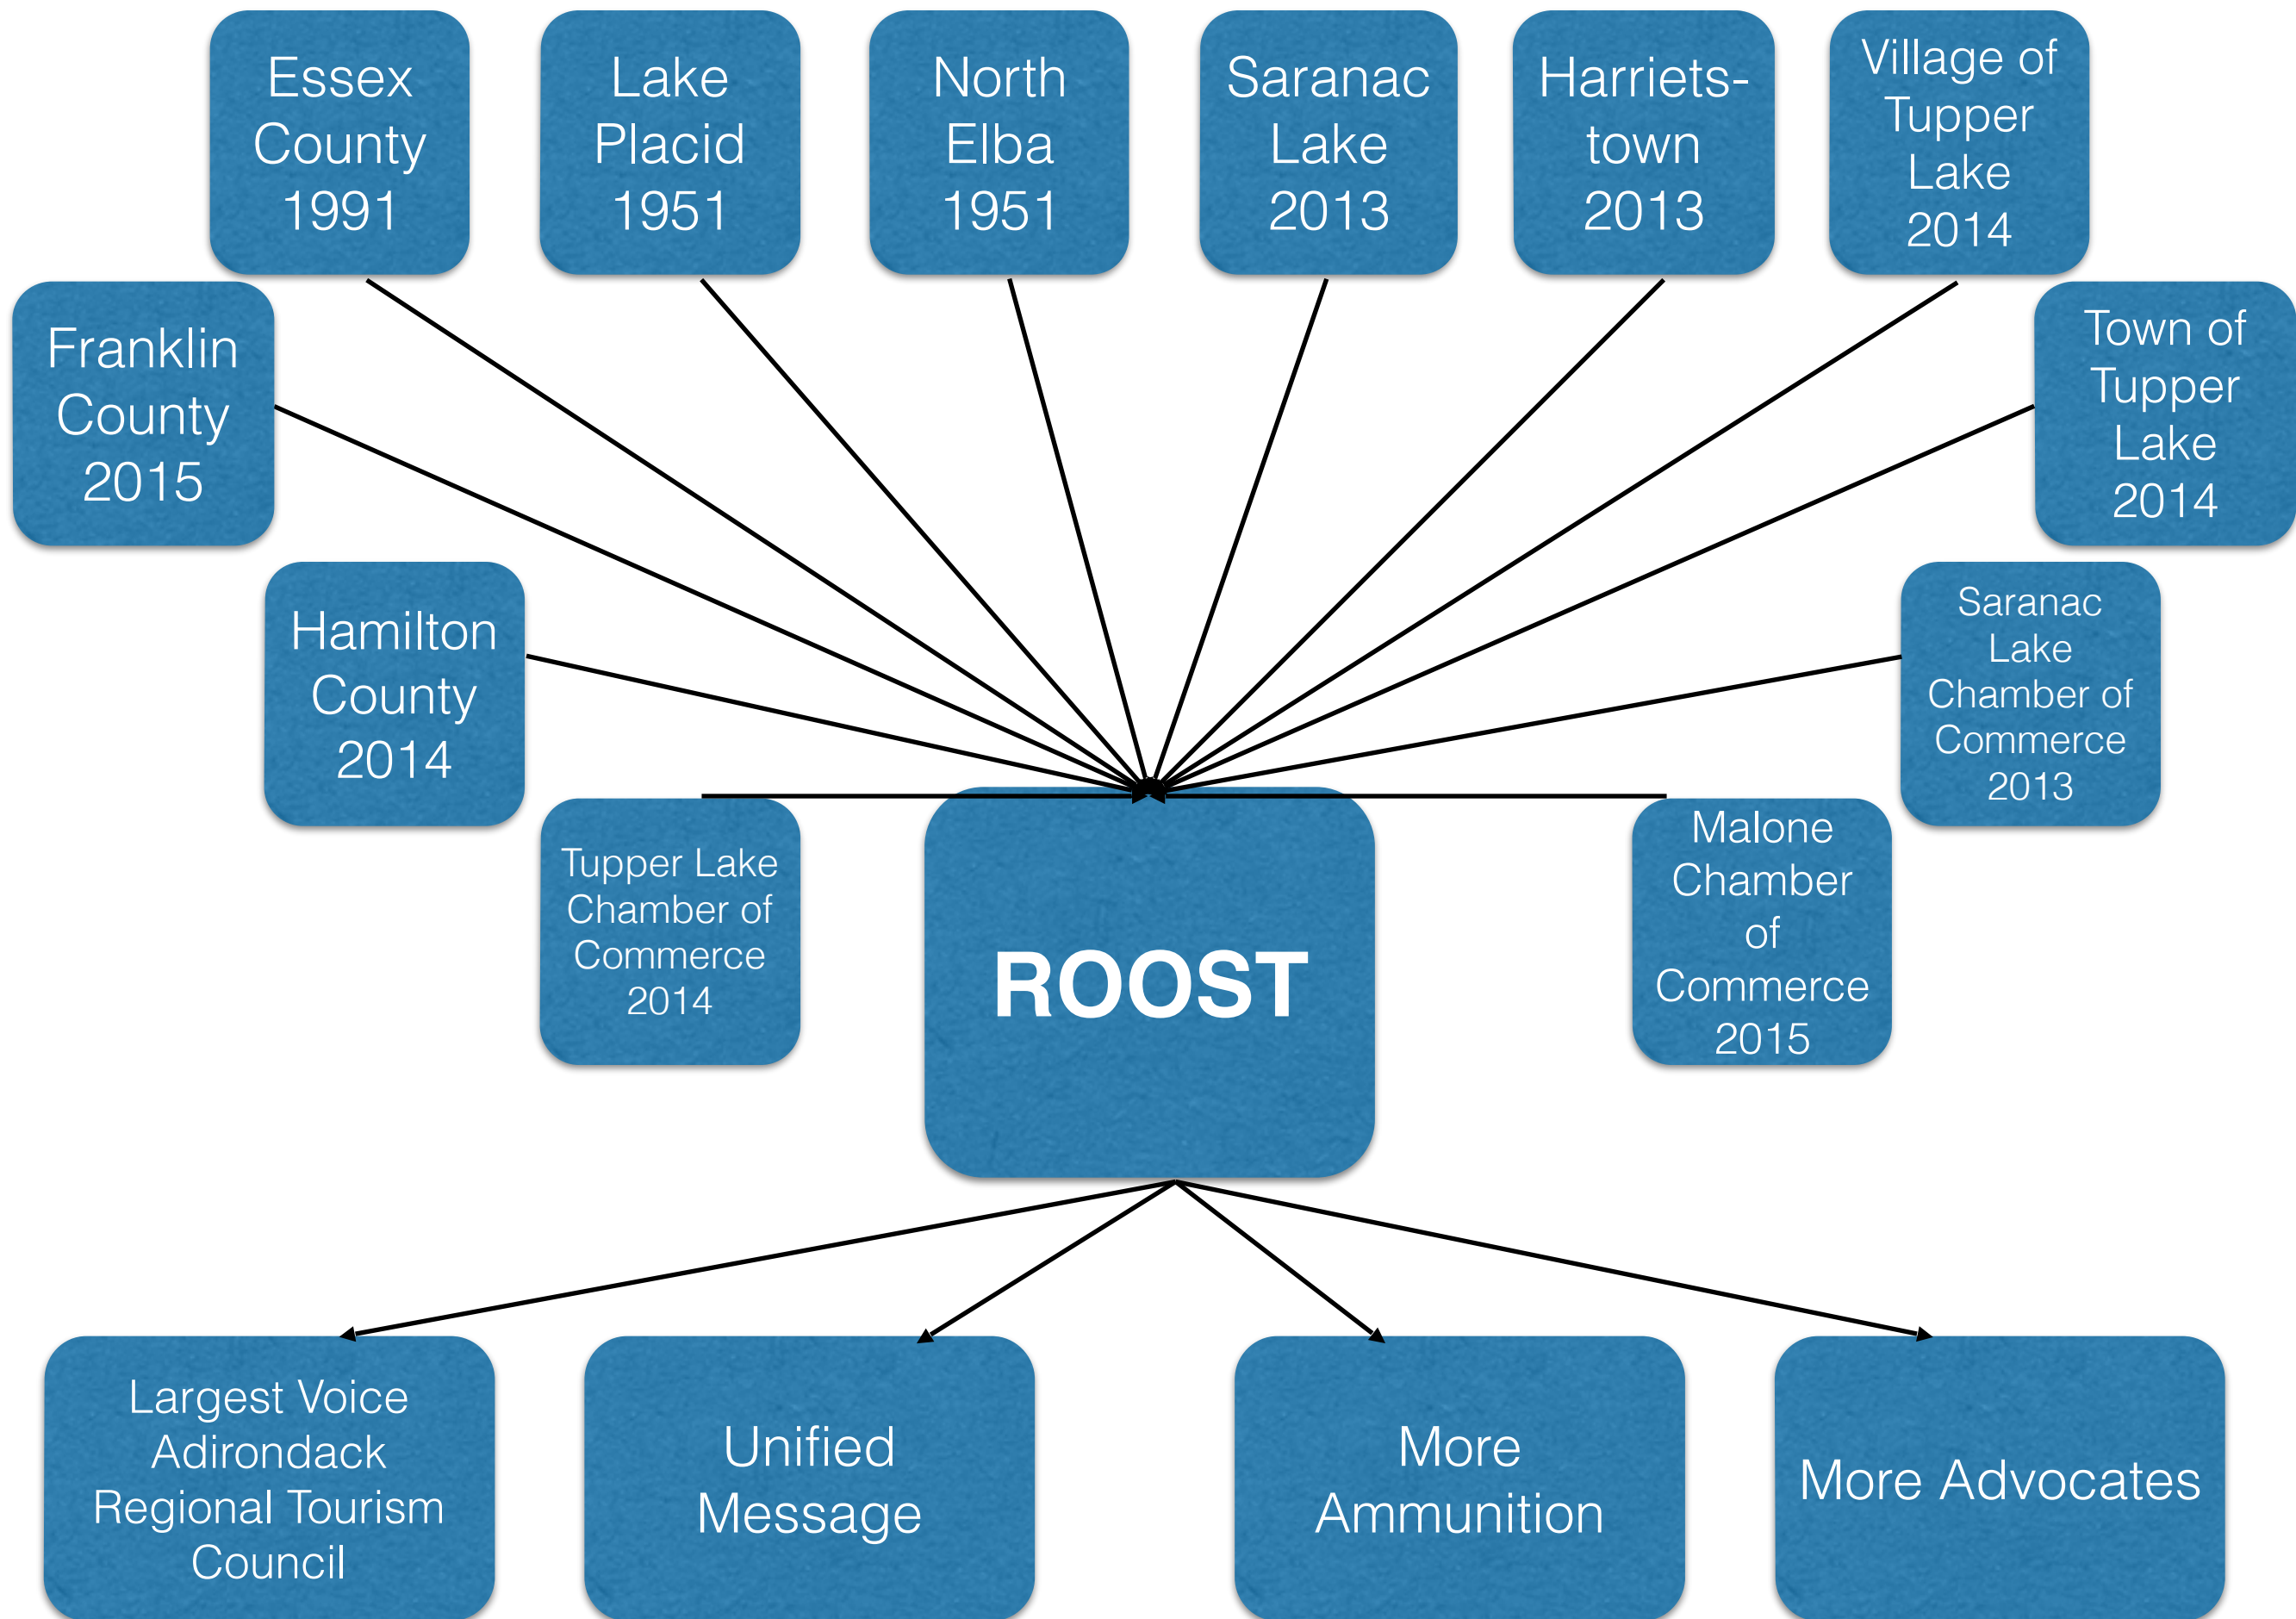 Essex
County
1991
Lake
Placid
1951
North
Elba
1951
Saranac
Lake
2013
Harriets-
town
2013
Village of
Tupper
Lake
2014
Franklin
County
2015
Town of
Tupper
Lake
2014
Hamilton
County
2014
Saranac
Lake
Chamber of
Commerce
2013
Tupper Lake
Chamber of
Commerce
2014
ROOST
Malone
Chamber
of
Commerce
2015
Largest Voice
Adirondack
Regional Tourism
Council
Unified
Message
More
Ammunition
More Advocates